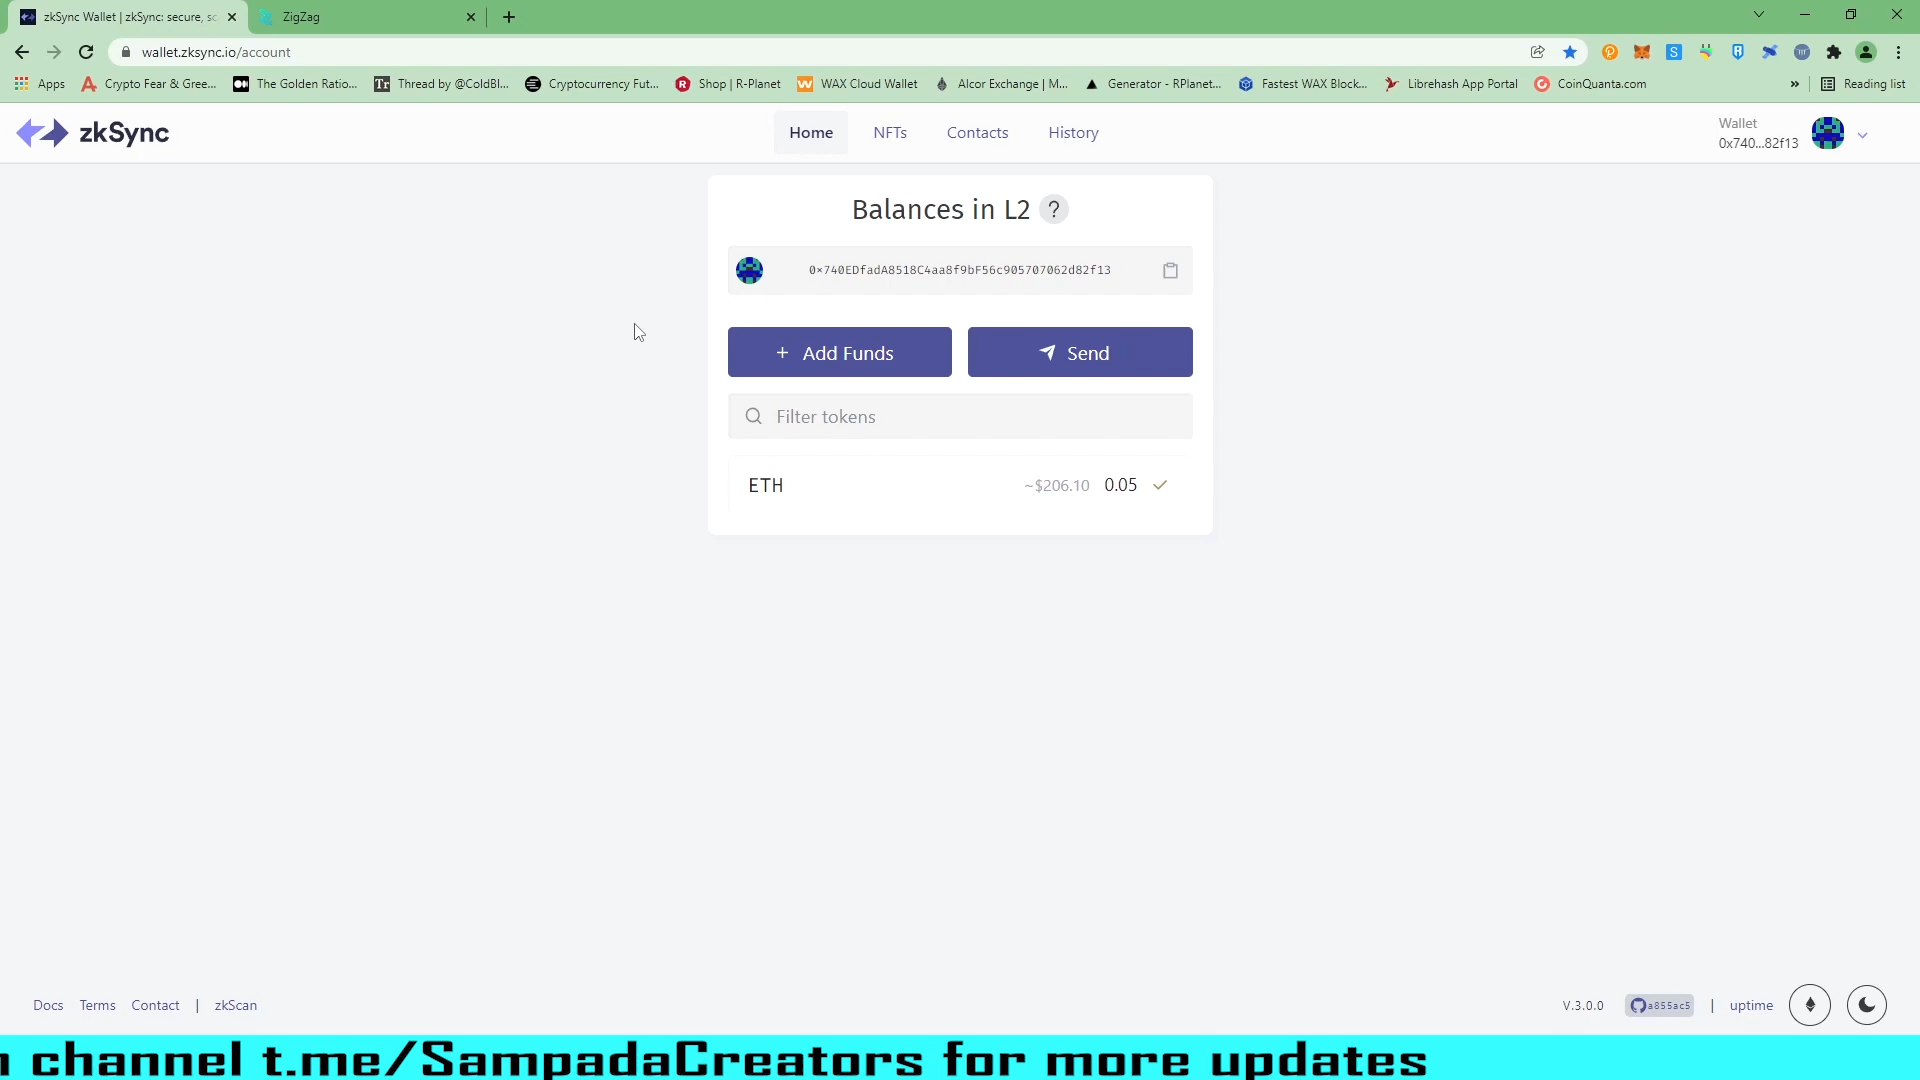 zkSync Wallet | zkSync: secure, sc
ZigZag
wallet.zksync.io/account
Apps
Crypto Fear & Gree...
The Golden Ratio...
Thread by @ColdBl...
Cryptocurrency Fut...
Shop | R-Planet
WAX Cloud Wallet
Alcor Exchange | M...
Generator - RPlanet...
Fastest WAX Block...
Librehash App Portal
CoinQuanta.com
»
Reading list
zkSync
Home
NFTs
Contacts
History
Wallet
0x740...82f13
Balances in L2 ?
0×740EDfadA8518C4aa8f9bF56c905707062d82f13
+ Add Funds
Send
Filter tokens
ETH ~$206.10 0.05
Docs Terms Contact | zkScan
V.3.0.0 a855ac5 | uptime
channel t.me/SampadaCreators for more updates